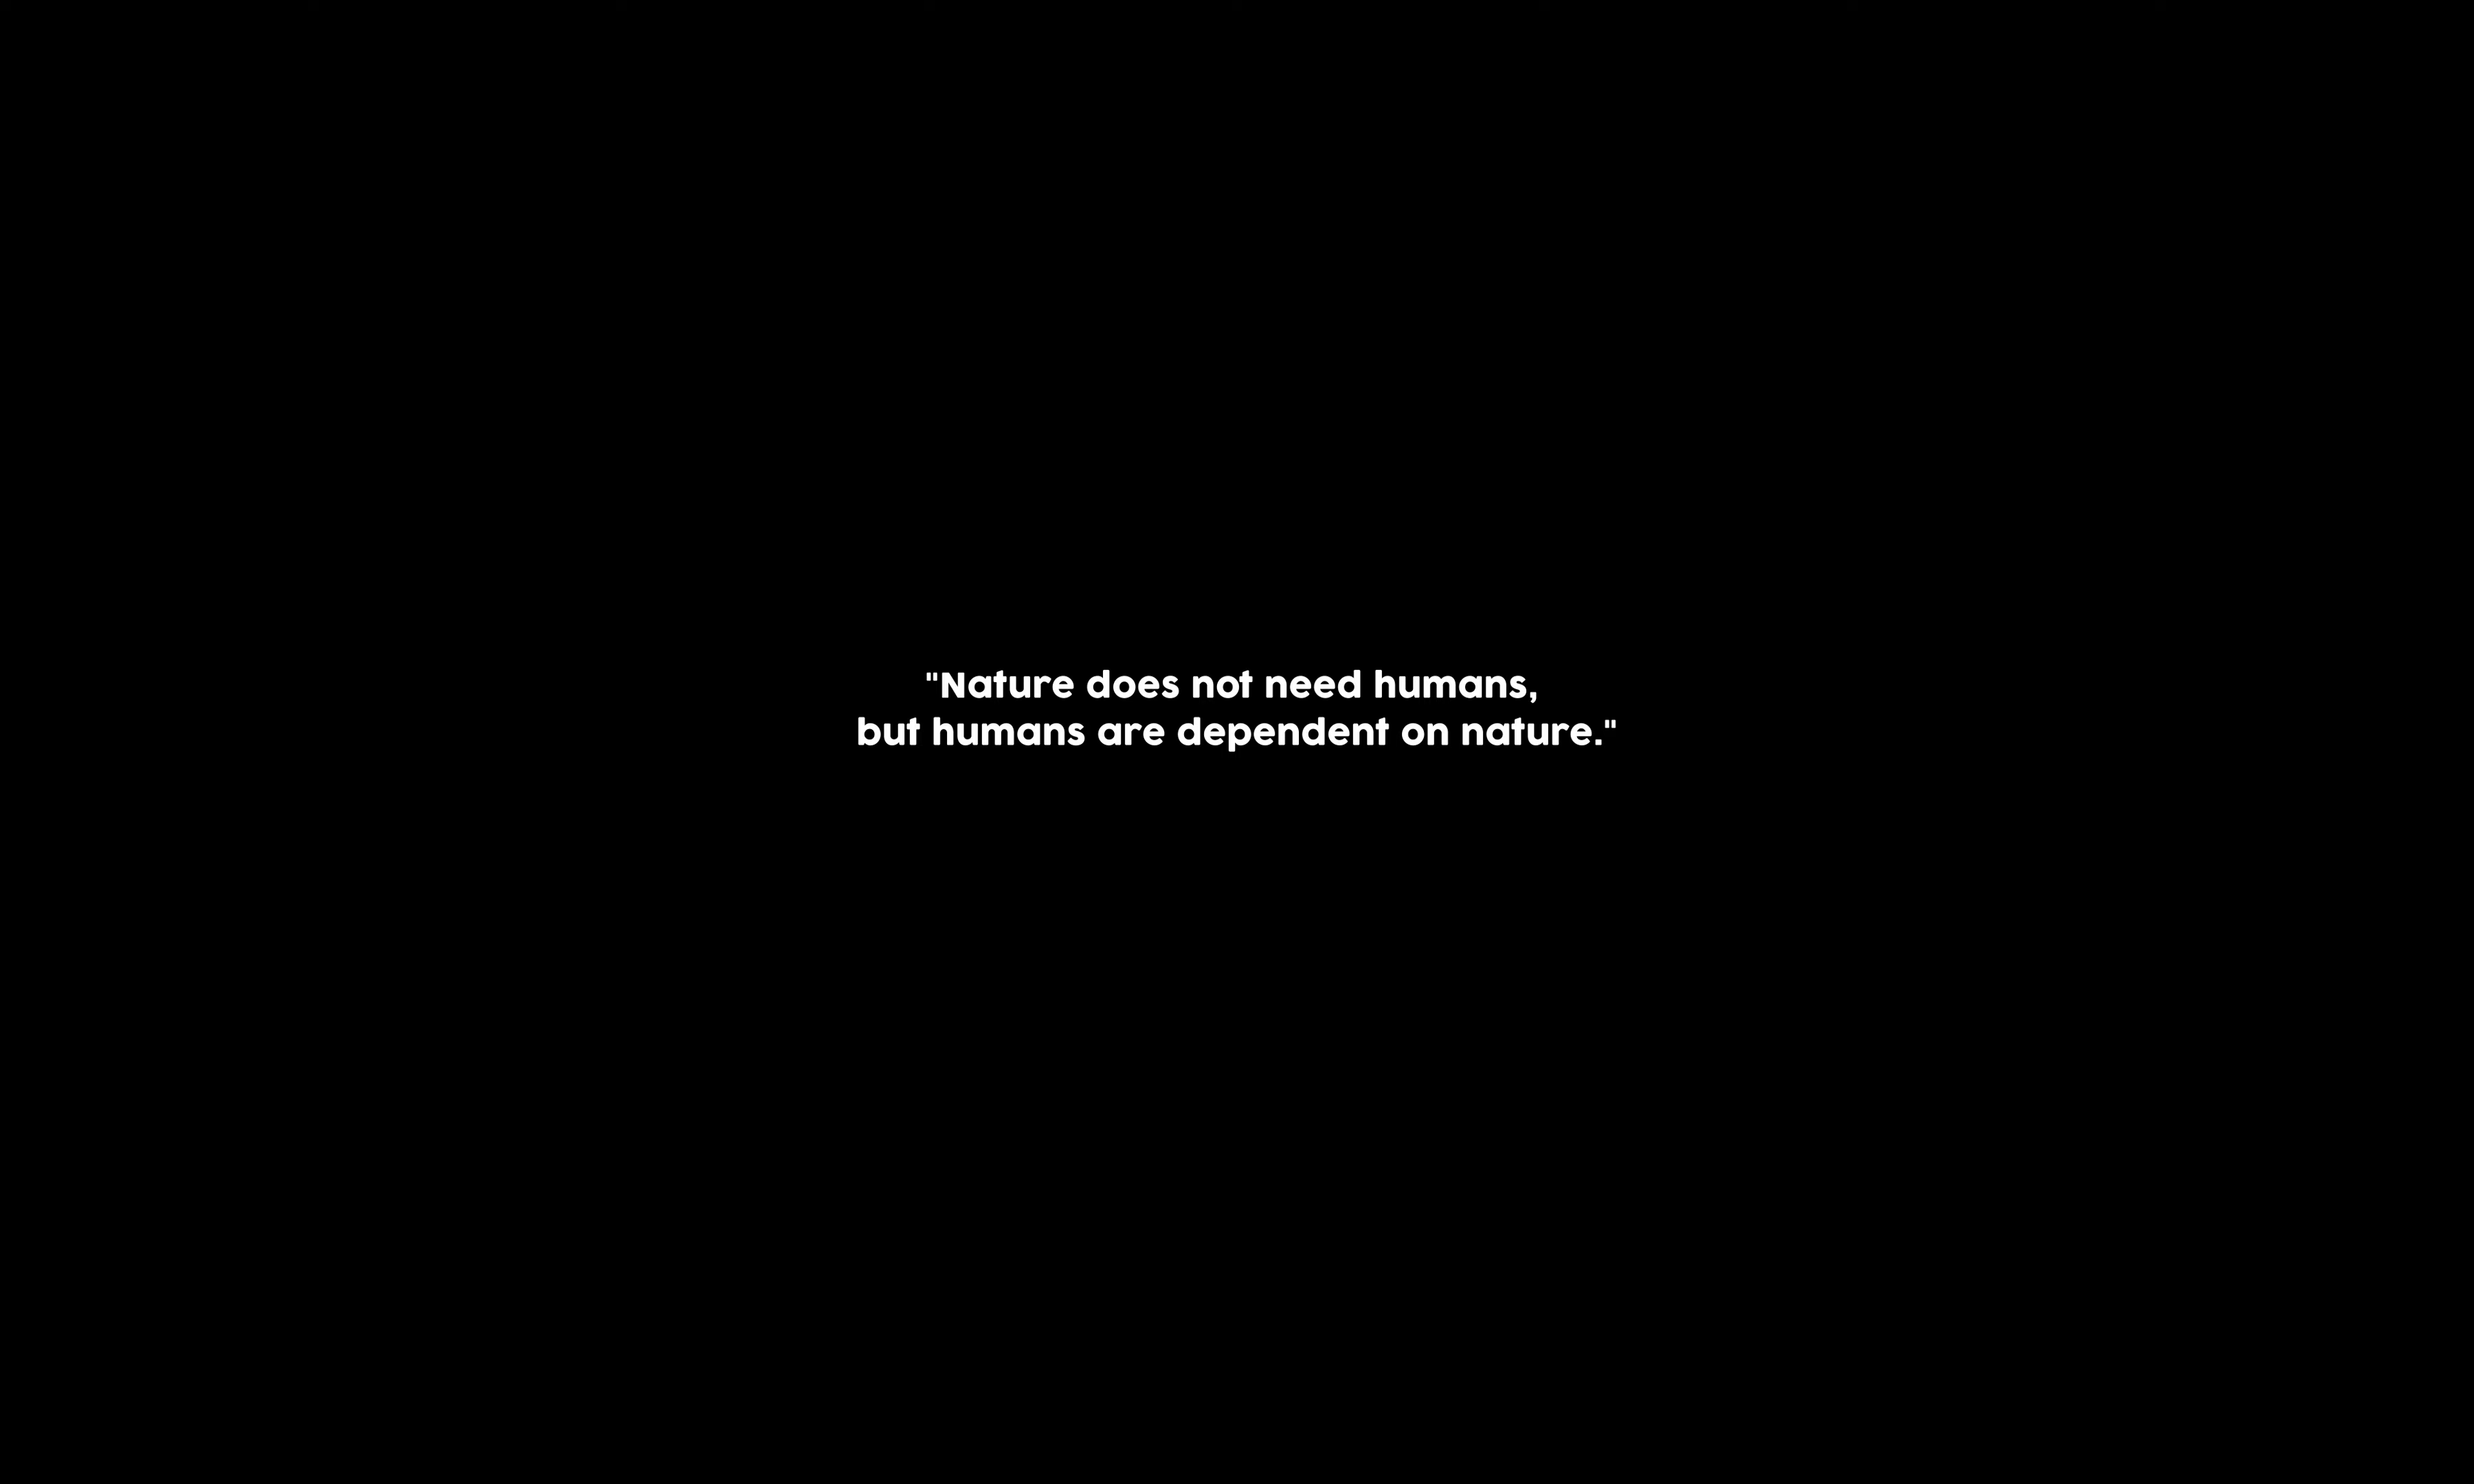 "Nature does not need humans,
but humans are dependent on nature."